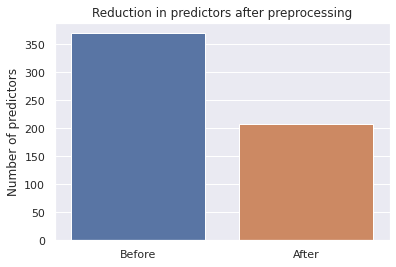 Reduction in predictors after preprocessing
Number of predictors
350
300
250
200
150
100
50
0
Before
After